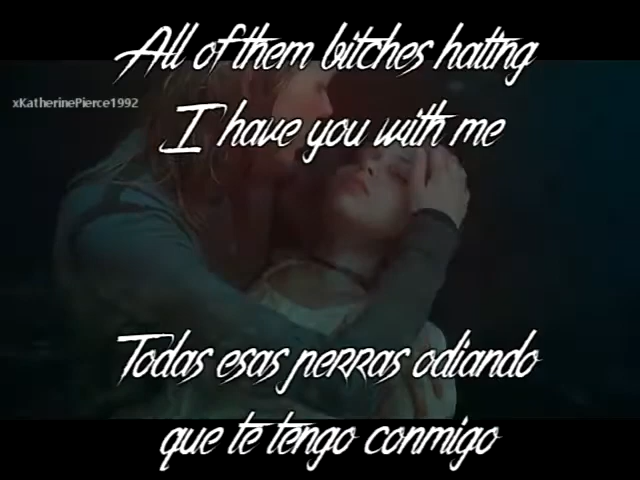 All of them bitches hating
xKatherinePierce1992
I have you with me
Todas esas perras odiando
que te tengo conmigo